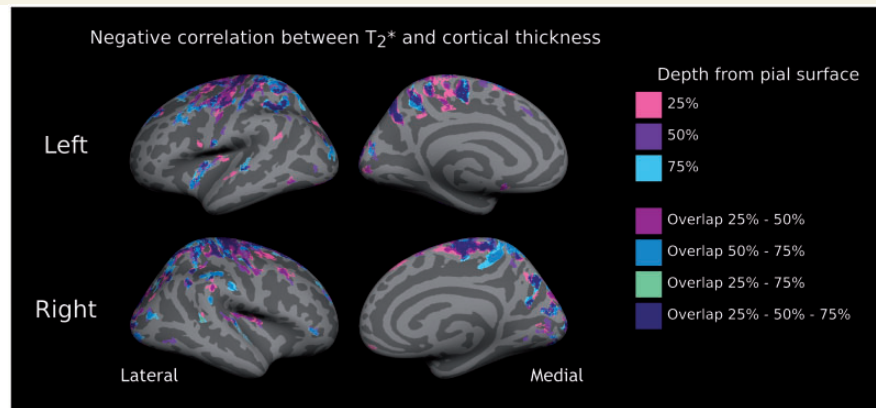 Negative correlation between T₂* and cortical thickness
Depth from pial surface
25%
50%
75%
Left
Overlap 25% - 50%
Overlap 50% - 75%
Overlap 25% - 75%
Overlap 25% - 50% - 75%
Right
Lateral
Medial